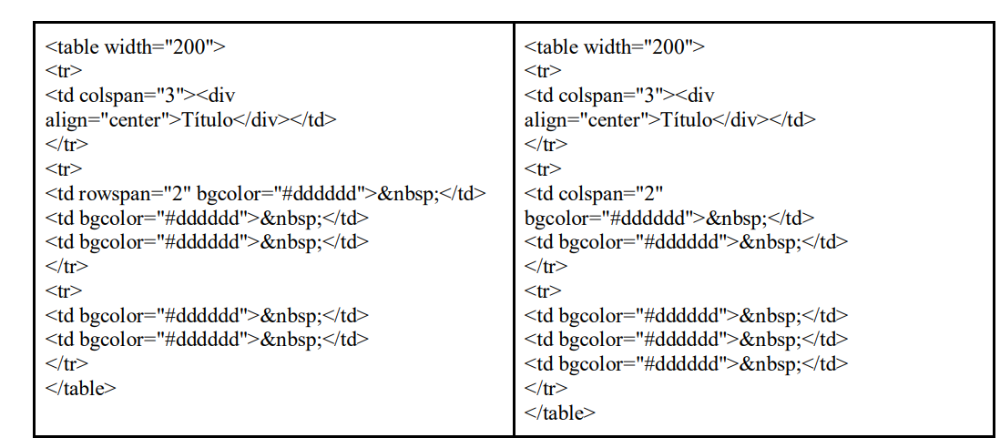 <table width="200">
<tr>
<td colspan="3"><div
align="center">Título</div></td>
</tr>
<tr>
<td rowspan="2" bgcolor="#dddddd">&nbsp;</td>
<td bgcolor="#dddddd">&nbsp;</td>
<td bgcolor="#dddddd">&nbsp;</td>
</tr>
<tr>
<td bgcolor="#dddddd">&nbsp;</td>
<td bgcolor="#dddddd">&nbsp;</td>
</tr>
</table>
<table width="200">
<tr>
<td colspan="3"><div
align="center">Título</div></td>
</tr>
<tr>
<td colspan="2"
bgcolor="#dddddd">&nbsp;</td>
<td bgcolor="#dddddd">&nbsp;</td>
</tr>
<tr>
<td bgcolor="#dddddd">&nbsp;</td>
<td bgcolor="#dddddd">&nbsp;</td>
<td bgcolor="#dddddd">&nbsp;</td>
</tr>
</table>